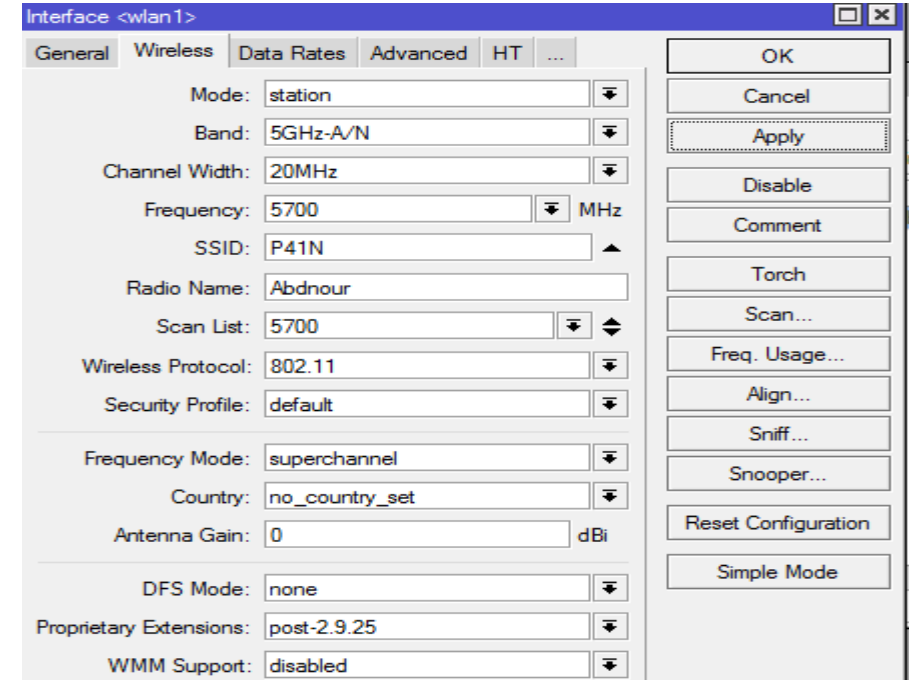 Interface <wlan1>
General Wireless Data Rates Advanced HT ...
Mode: station
Band: 5GHz-A/N
Channel Width: 20MHz
Frequency: 5700 MHz
SSID: P41N
Radio Name: Abdnour
Scan List: 5700
Wireless Protocol: 802.11
Security Profile: default
Frequency Mode: superchannel
Country: no_country_set
Antenna Gain: 0 dBi
DFS Mode: none
Proprietary Extensions: post-2.9.25
WMM Support: disabled
OK
Cancel
Apply
Disable
Comment
Torch
Scan...
Freq. Usage...
Align...
Sniff...
Snooper...
Reset Configuration
Simple Mode